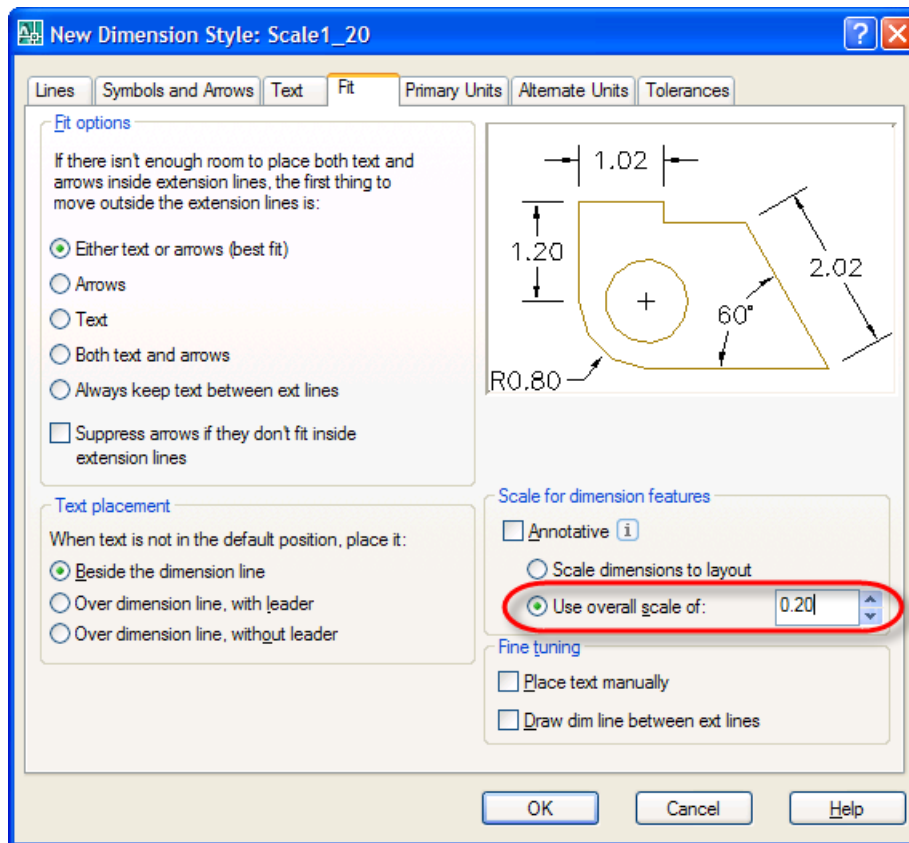 New Dimension Style: Scale1_20
Lines Symbols and Arrows Text Fit Primary Units Alternate Units Tolerances
Fit options
If there isn't enough room to place both text and
arrows inside extension lines, the first thing to
move outside the extension lines is:
Either text or arrows (best fit)
Arrows
Text
Both text and arrows
Always keep text between ext lines
Suppress arrows if they don't fit inside
extension lines
Text placement
When text is not in the default position, place it:
Beside the dimension line
Over dimension line, with leader
Over dimension line, without leader
1.02
1.20
2.02
60°
R0.80
Scale for dimension features
Annotative i
Scale dimensions to layout
Use overall scale of: 0.20
Fine tuning
Place text manually
Draw dim line between ext lines
OK Cancel Help